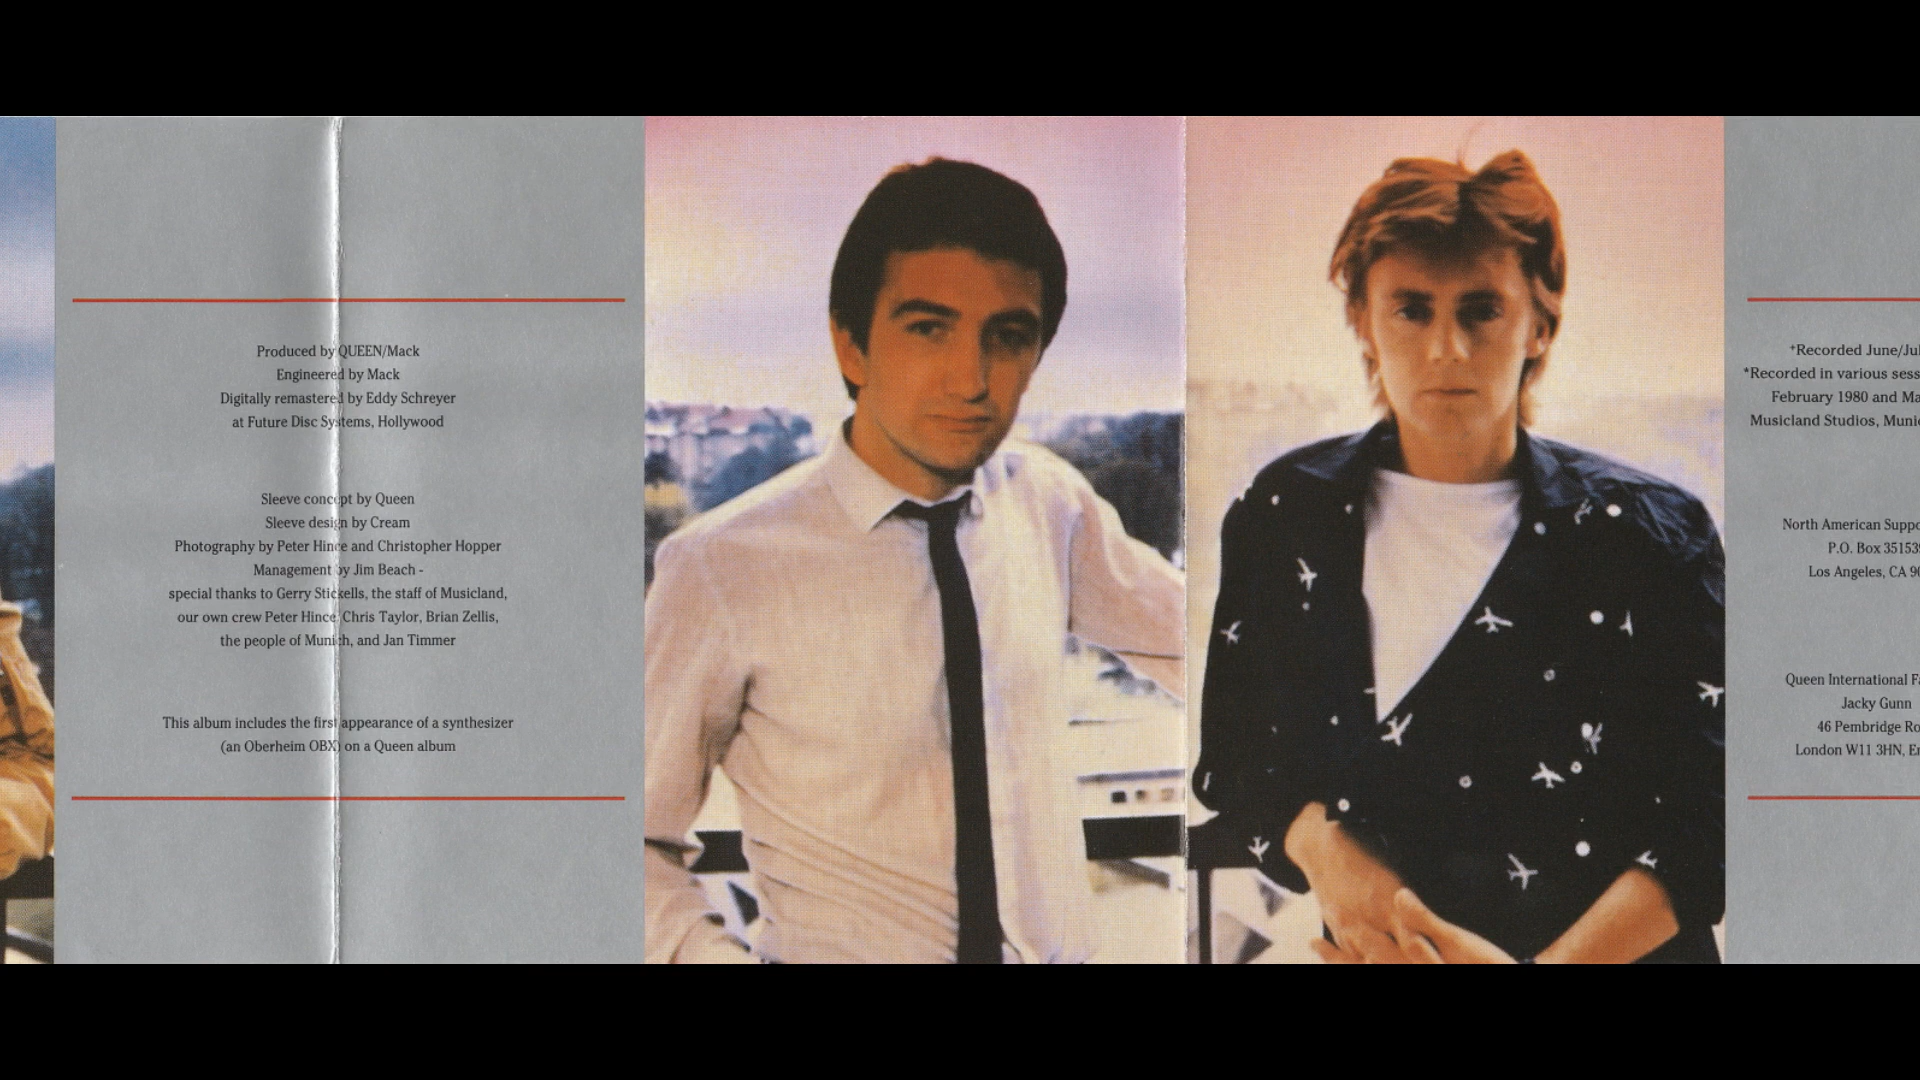 Produced by QUEEN/Mack
Engineered by Mack
Digitally remastered by Eddy Schreyer
at Future Disc Systems, Hollywood
Sleeve concept by Queen
Sleeve design by Cream
Photography by Peter Hince and Christopher Hopper
Management by Jim Beach -
special thanks to Gerry Stickells, the staff of Musicland,
our own crew Peter Hince, Chris Taylor, Brian Zellis,
the people of Munich, and Jan Timmer
This album includes the first appearance of a synthesizer
(an Oberheim OBX) on a Queen album
+Recorded June/Jul
*Recorded in various sess
February 1980 and Ma
Musicland Studios, Munic
North American Suppo
P.O. Box 351539
Los Angeles, CA 90
Queen International Fa
Jacky Gunn
46 Pembridge Ro
London W11 3HN, En